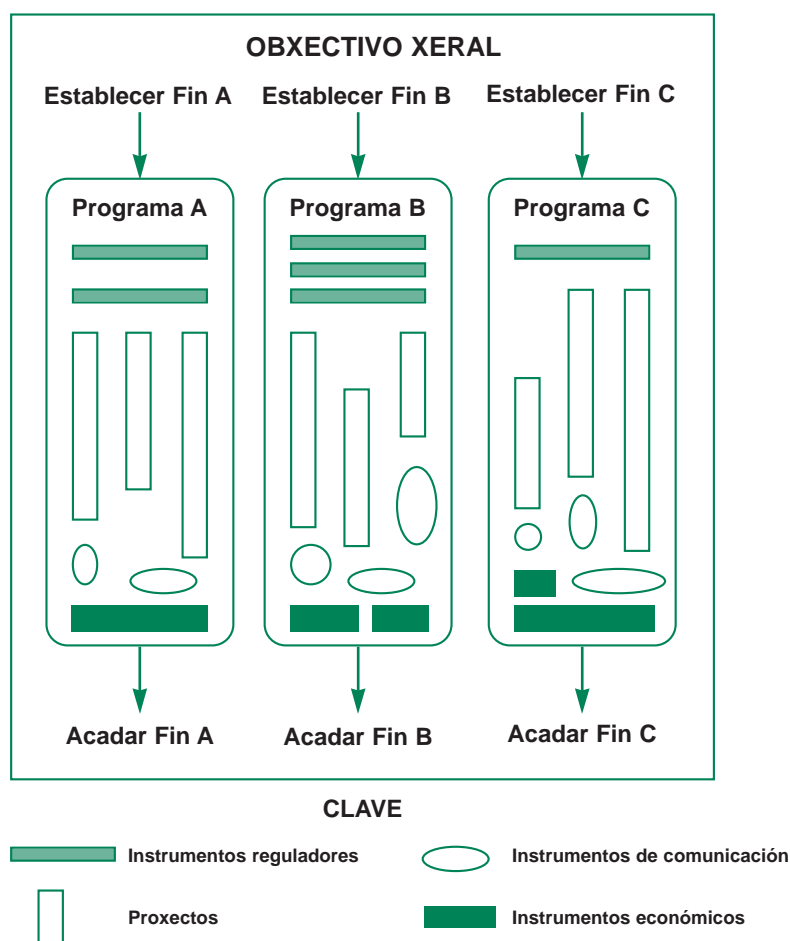 OBXECTIVO XERAL
Establecer Fin A Establecer Fin B Establecer Fin C
Programa A Programa B Programa C
Acadar Fin A Acadar Fin B Acadar Fin C
CLAVE
Instrumentos reguladores Instrumentos de comunicación
Proxectos Instrumentos económicos